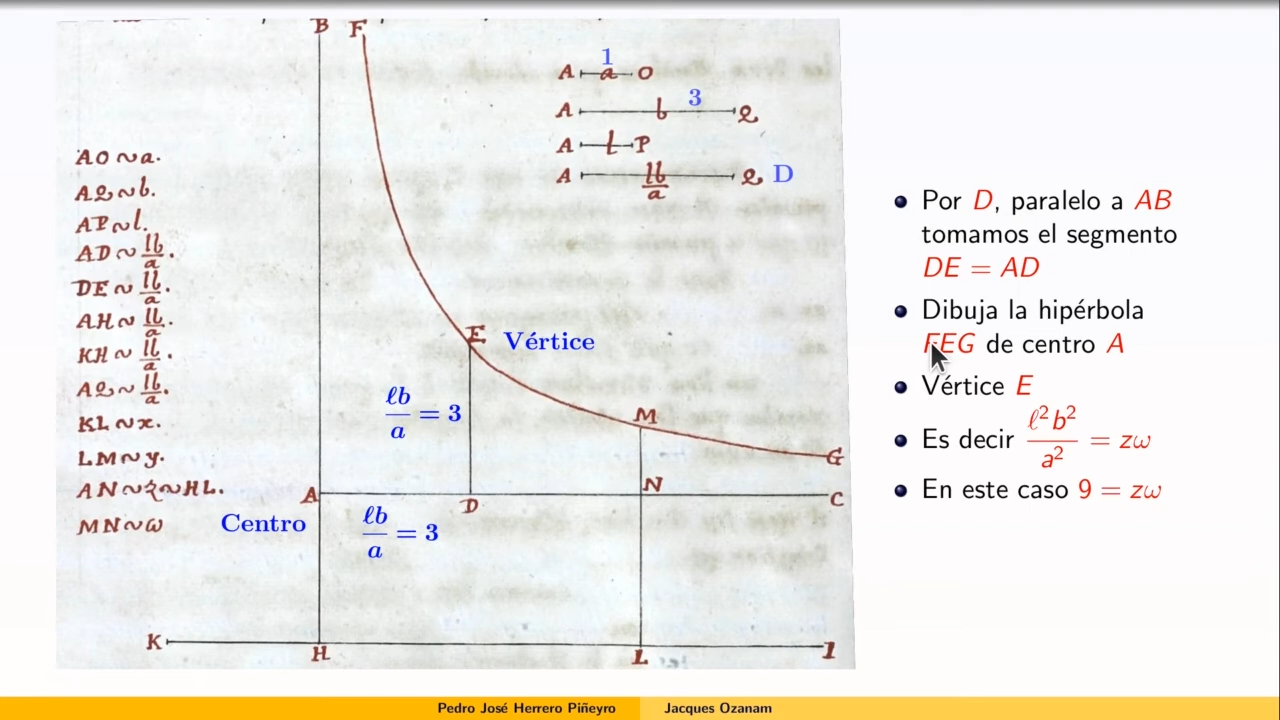 B F
1
A a O
3
A b Q
A l P
A lb/a Q D
AO ~ a.
AQ ~ b.
AP ~ l.
AD ~ lb/a.
DE ~ lb/a.
AH ~ lb/a.
KH ~ lb/a.
AQ ~ lb/a.
KL ~ x.
LM ~ y.
AN ~ z ~ HL.
MN ~ ω
E Vértice
ℓb/a = 3
M
G
A D N C
Centro ℓb/a = 3
K H L I
• Por D, paralelo a AB
tomamos el segmento
DE = AD
• Dibuja la hipérbola
FEG de centro A
• Vértice E
• Es decir ℓ²b²/a² = zω
• En este caso 9 = zω
Pedro José Herrero Piñeyro Jacques Ozanam